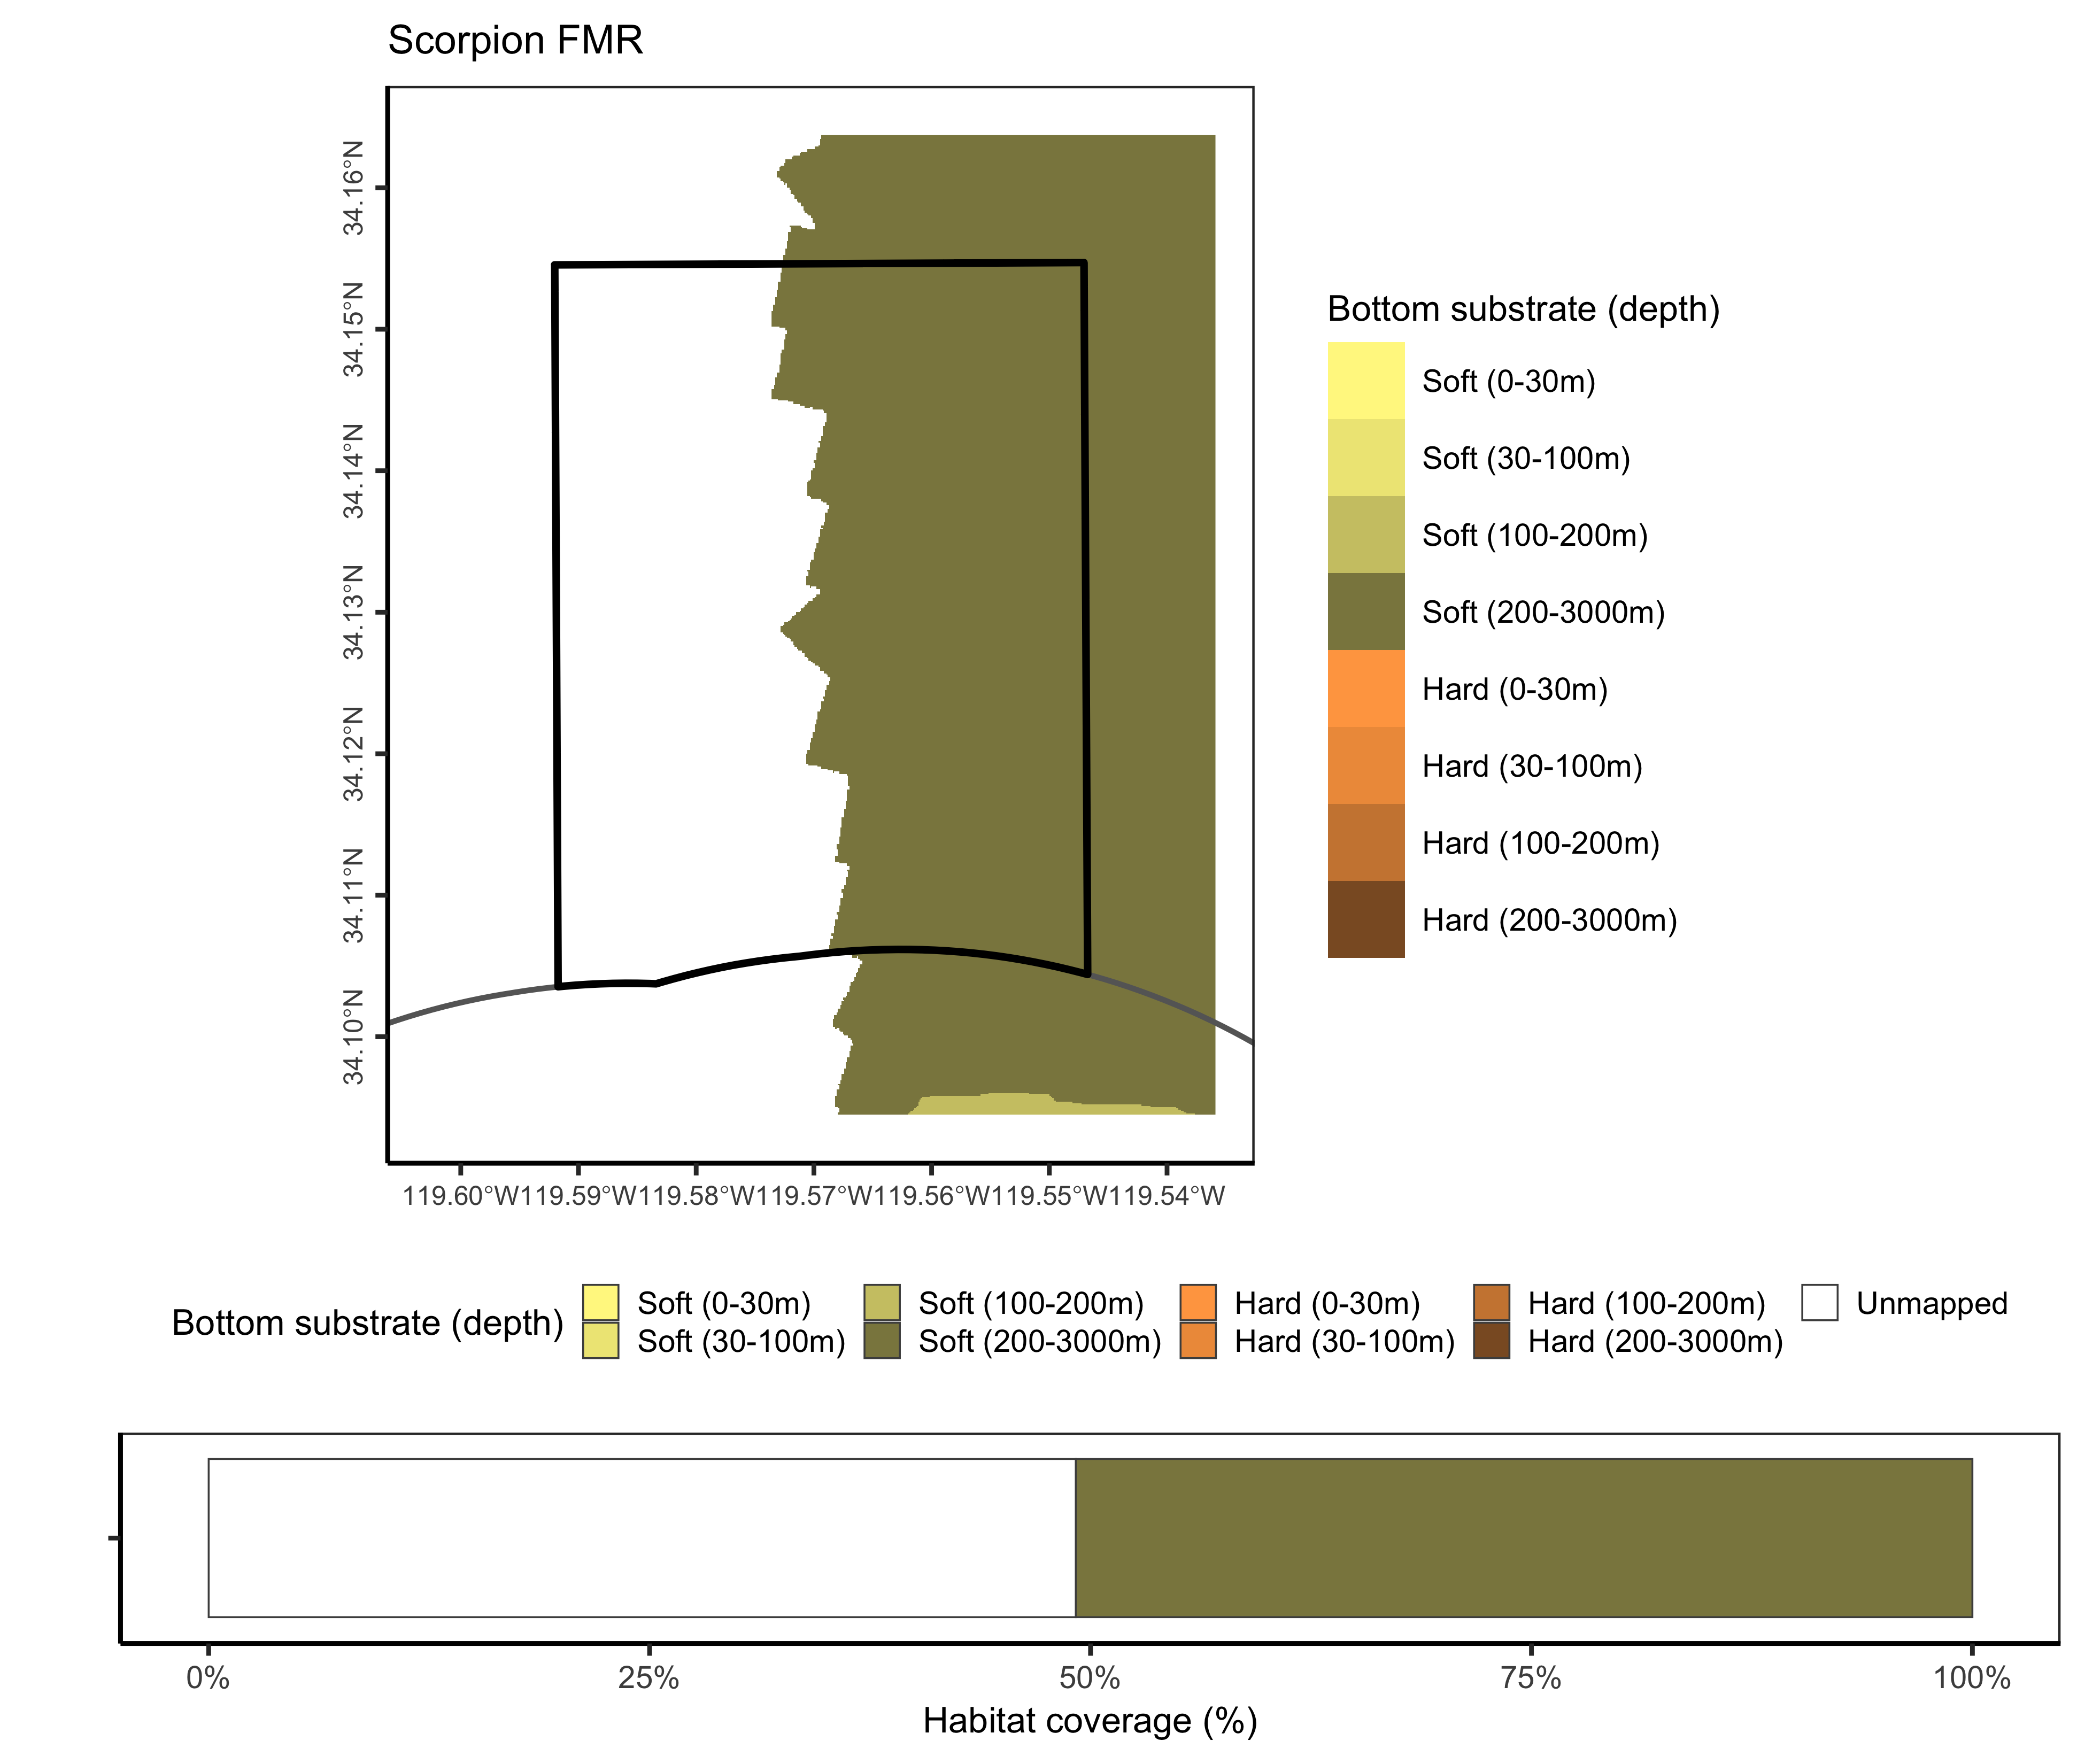 Scorpion FMR
34.16°N
34.15°N
34.14°N
34.13°N
34.12°N
34.11°N
34.10°N
119.60°W119.59°W119.58°W119.57°W119.56°W119.55°W119.54°W
Bottom substrate (depth)
Soft (0-30m)
Soft (30-100m)
Soft (100-200m)
Soft (200-3000m)
Hard (0-30m)
Hard (30-100m)
Hard (100-200m)
Hard (200-3000m)
Bottom substrate (depth)
Soft (0-30m) Soft (100-200m) Hard (0-30m) Hard (100-200m) Unmapped
Soft (30-100m) Soft (200-3000m) Hard (30-100m) Hard (200-3000m)
0% 25% 50% 75% 100%
Habitat coverage (%)